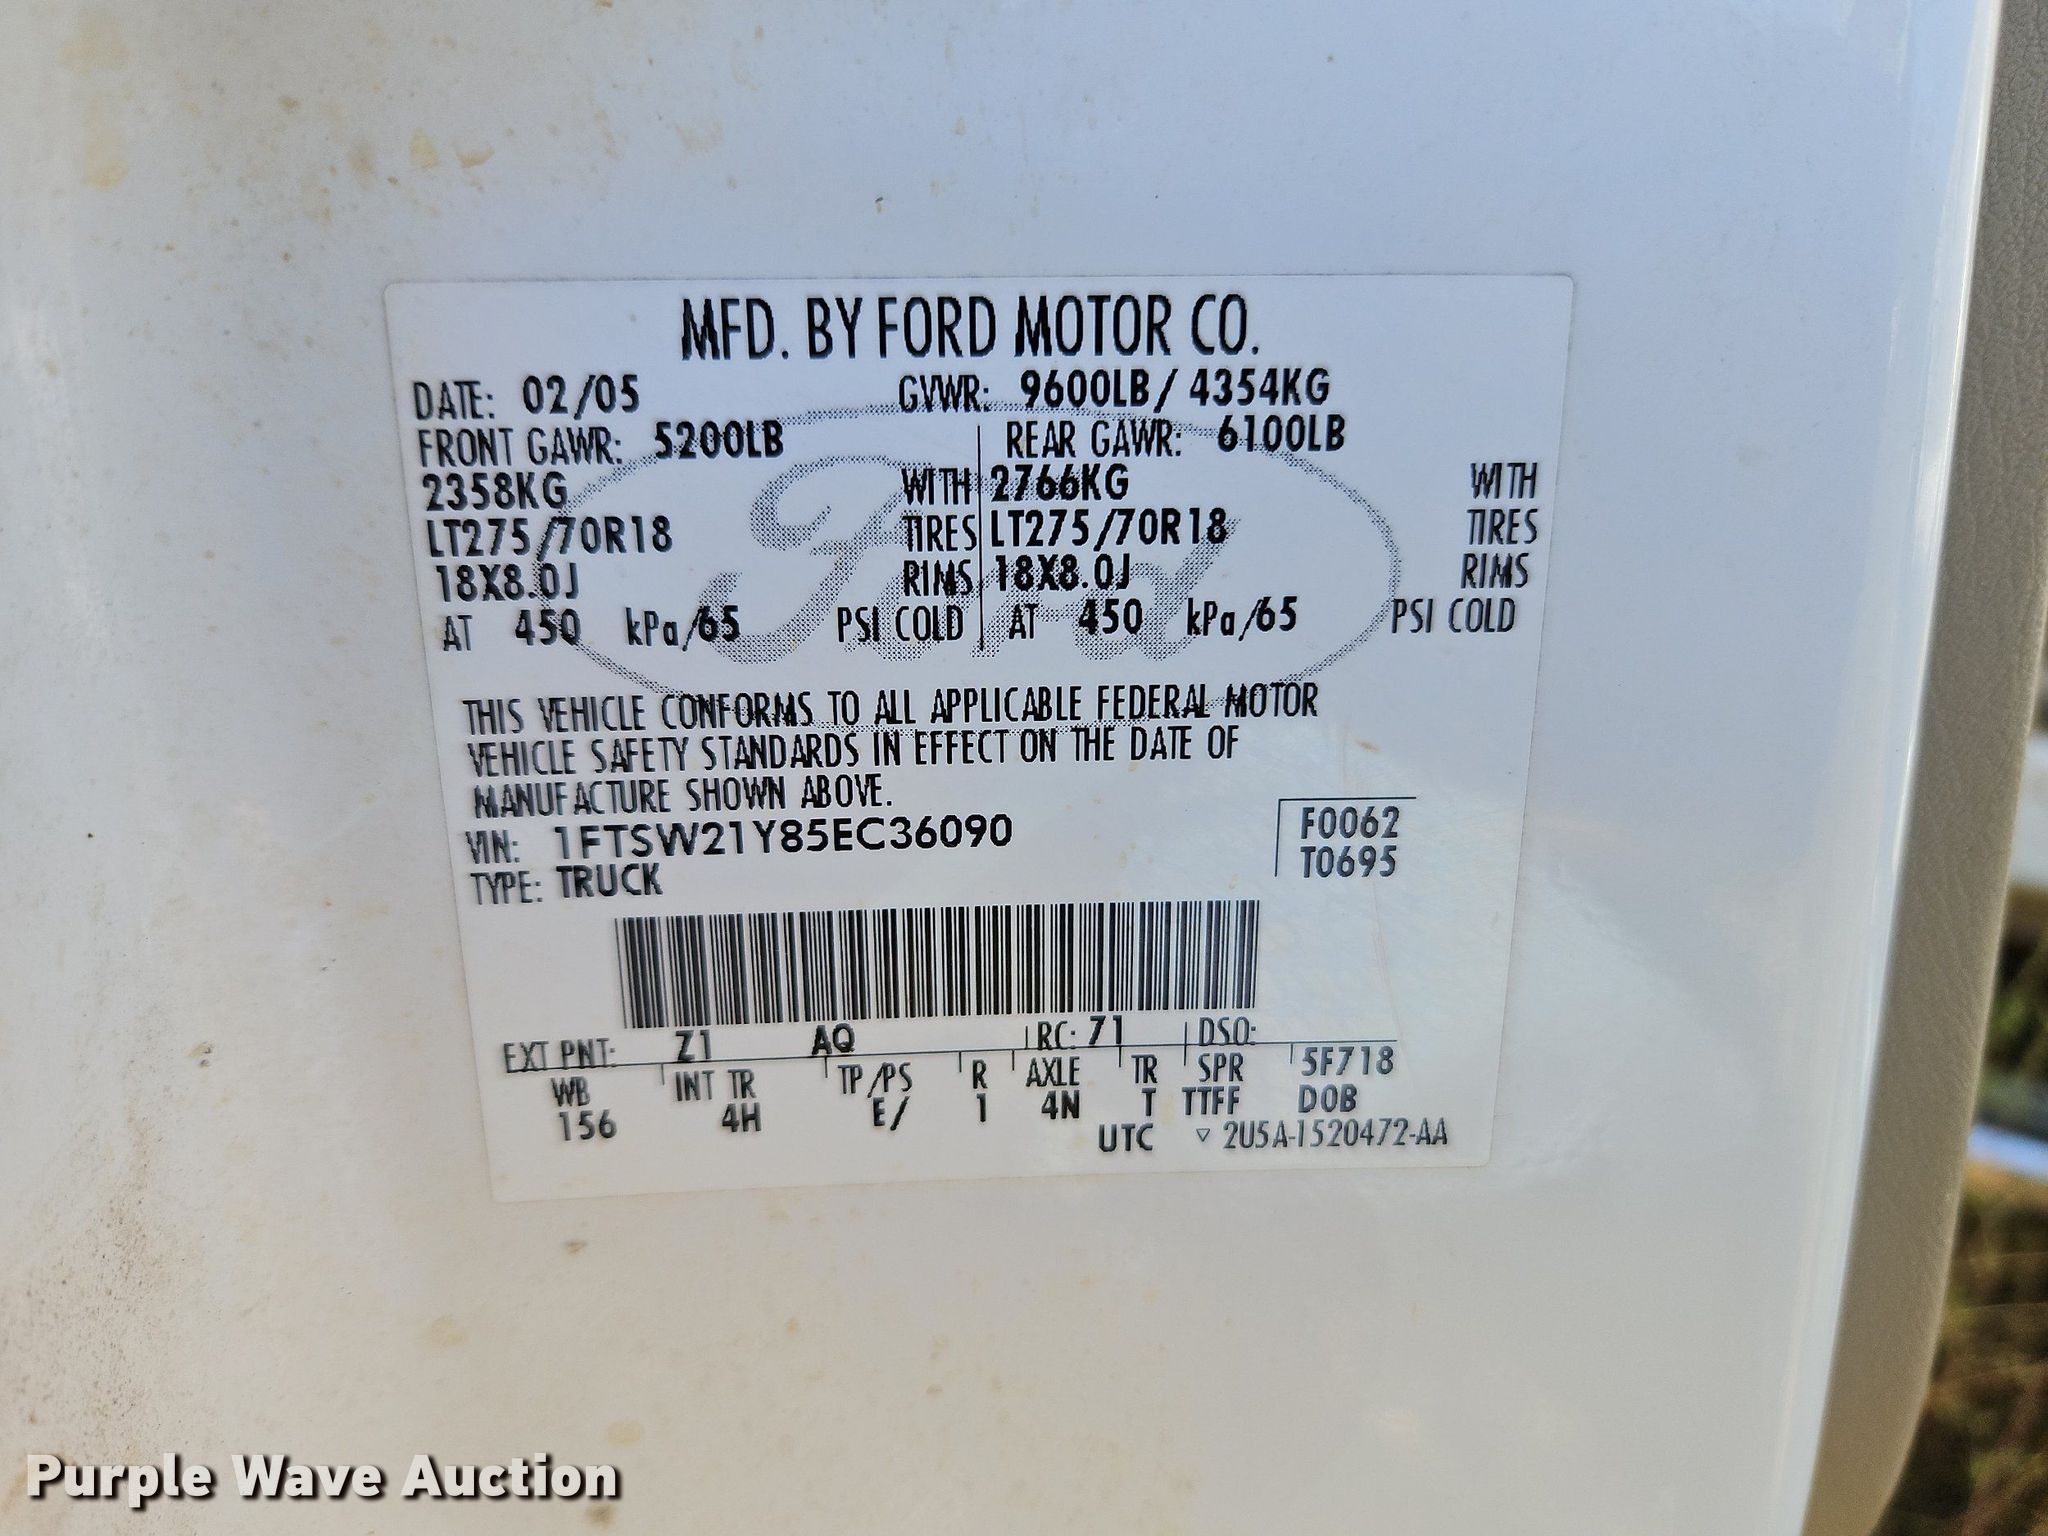 MFD. BY FORD MOTOR CO.
DATE: 02/05 GVWR: 9600LB/ 4354KG
FRONT GAWR: 5200LB REAR GAWR: 6100LB
2358KG WITH 2766KG WITH
LT275/70R18 TIRES LT275/70R18 TIRES
18X8.0J RIMS 18X8.0J RIMS
AT 450 kPa/65 PSI COLD AT 450 kPa/65 PSI COLD
Ford
THIS VEHICLE CONFORMS TO ALL APPLICABLE FEDERAL MOTOR
VEHICLE SAFETY STANDARDS IN EFFECT ON THE DATE OF
MANUFACTURE SHOWN ABOVE.
VIN: 1FTSW21Y85EC36090 F0062
TYPE: TRUCK T0695
EXT PNT: Z1 AQ RC: 71 DSO:
WB INT TR TP/PS R AXLE TR SPR 5F718
156 4H E/ 1 4N T TTFF DOB
UTC ▽ 2U5A-1520472-AA
Purple Wave Auction